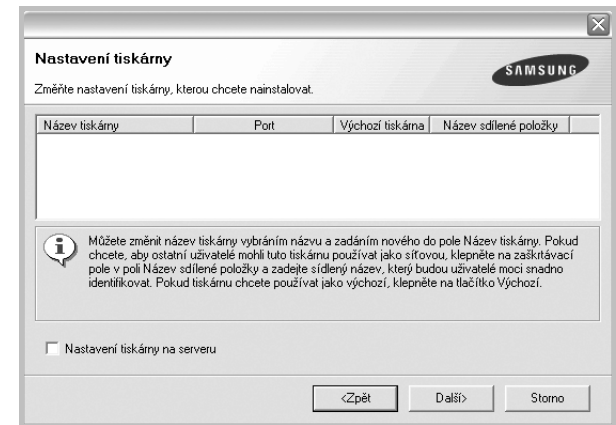 Nastavení tiskárny
SAMSUNG
Změňte nastavení tiskárny, kterou chcete nainstalovat.
Název tiskárny Port Výchozí tiskárna Název sdílené položky
Můžete změnit název tiskárny vybráním názvu a zadáním nového do pole Název tiskárny. Pokud
chcete, aby ostatní uživatelé mohli tuto tiskárnu používat jako síťovou, klepněte na zaškrtávací
pole v poli Název sdílené položky a zadejte sídlený název, který budou uživatelé moci snadno
identifikovat. Pokud tiskárnu chcete používat jako výchozí, klepněte na tlačítko Výchozí.
Nastavení tiskárny na serveru
<Zpět Další> Storno